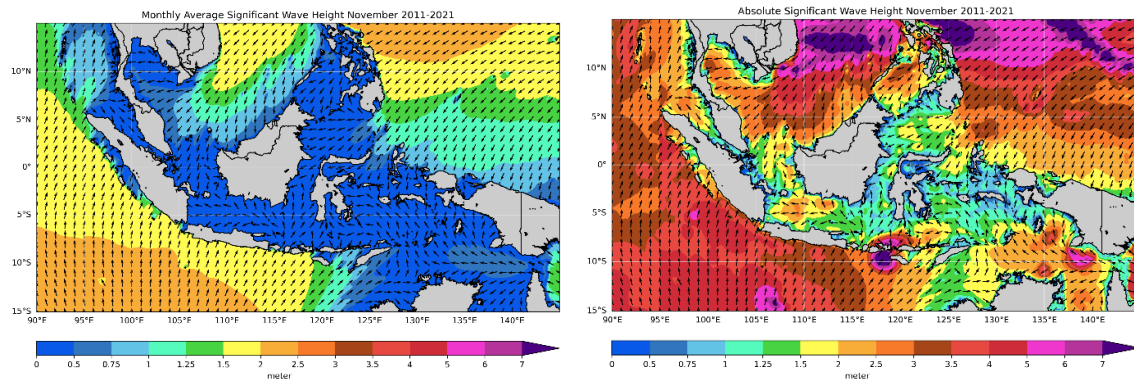 Monthly Average Significant Wave Height November 2011-2021
10°N
5°N
0°
5°S
10°S
15°S
90°E 95°E 100°E 105°E 110°E 115°E 120°E 125°E 130°E 135°E 140°E
0 0.5 0.75 1 1.25 1.5 2 2.5 3 3.5 4 5 6 7
meter
Absolute Significant Wave Height November 2011-2021
10°N
5°N
0°
5°S
10°S
15°S
90°E 95°E 100°E 105°E 110°E 115°E 120°E 125°E 130°E 135°E 140°E
0 0.5 0.75 1 1.25 1.5 2 2.5 3 3.5 4 5 6 7
meter